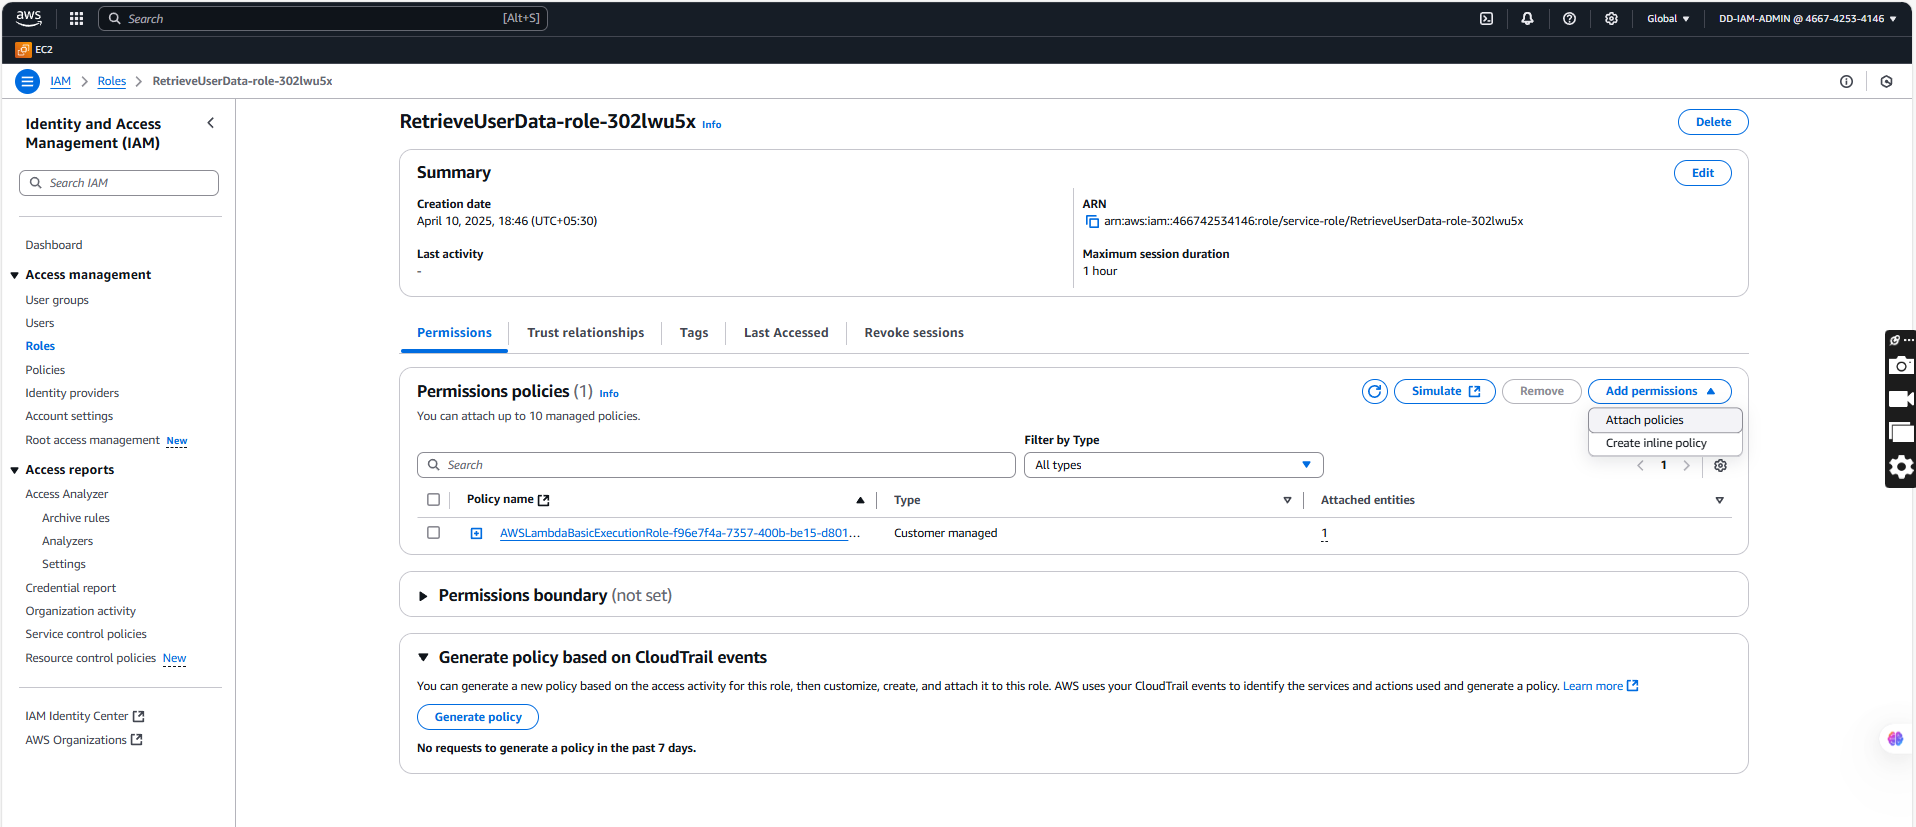 aws
Search [Alt+S]
Global
DD-IAM-ADMIN @ 4667-4253-4146
EC2
IAM
Roles
RetrieveUserData-role-302lwu5x
Identity and Access
Management (IAM)
Search IAM
Dashboard
Access management
User groups
Users
Roles
Policies
Identity providers
Account settings
Root access management New
Access reports
Access Analyzer
Archive rules
Analyzers
Settings
Credential report
Organization activity
Service control policies
Resource control policies New
IAM Identity Center
AWS Organizations
RetrieveUserData-role-302lwu5x Info
Delete
Summary
Edit
Creation date
April 10, 2025, 18:46 (UTC+05:30)
ARN
arn:aws:iam::466742534146:role/service-role/RetrieveUserData-role-302lwu5x
Last activity
-
Maximum session duration
1 hour
Permissions
Trust relationships
Tags
Last Accessed
Revoke sessions
Permissions policies (1) Info
Simulate
Remove
Add permissions
You can attach up to 10 managed policies.
Attach policies
Create inline policy
Filter by Type
Search
All types
1
Policy name
Type
Attached entities
AWSLambdaBasicExecutionRole-f96e7f4a-7357-400b-be15-d801...
Customer managed
1
Permissions boundary (not set)
Generate policy based on CloudTrail events
You can generate a new policy based on the access activity for this role, then customize, create, and attach it to this role. AWS uses your CloudTrail events to identify the services and actions used and generate a policy. Learn more
Generate policy
No requests to generate a policy in the past 7 days.